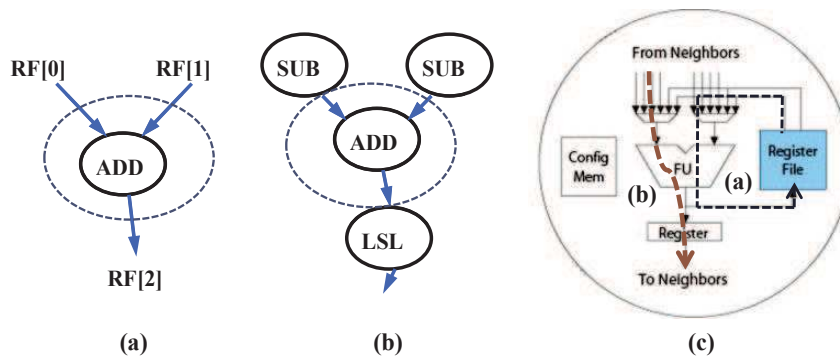 RF[0] RF[1]
ADD
RF[2]
(a)
SUB SUB
ADD
LSL
(b)
From Neighbors
Config
Mem
FU
Register
File
(a)
(b)
Register
To Neighbors
(c)